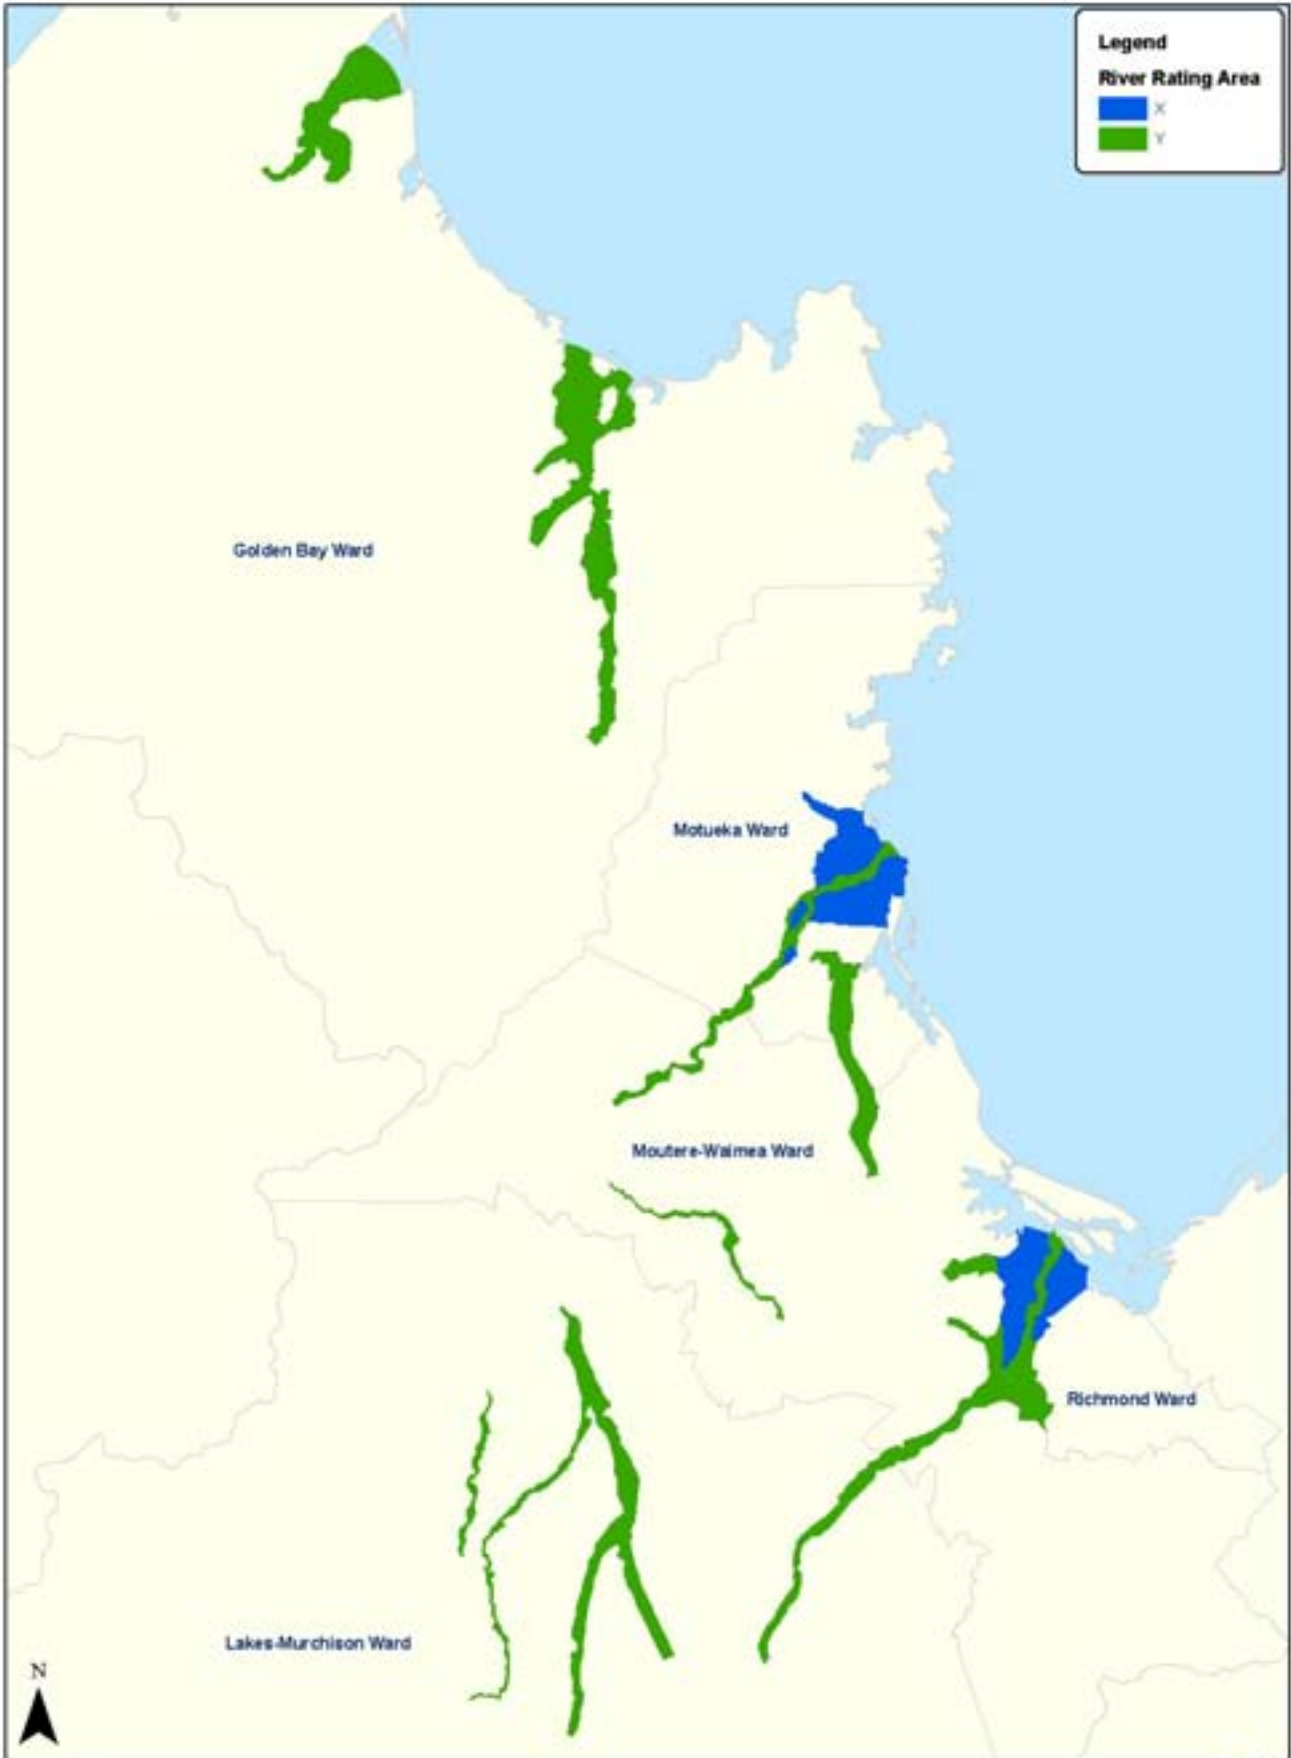 Legend
River Rating Area
X
Y
Golden Bay Ward
Motueka Ward
Moutere-Waimea Ward
Richmond Ward
Lakes-Murchison Ward
N